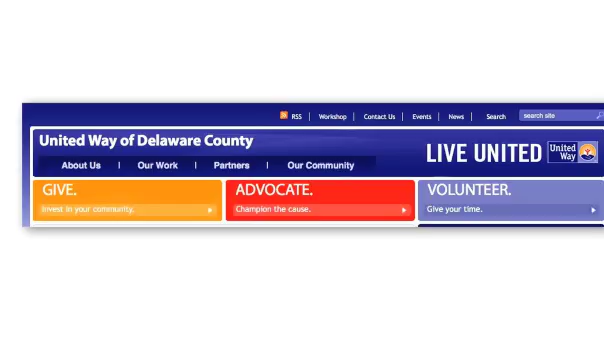 RSS | Workshop | Contact Us | Events | News | Search search site
United Way of Delaware County
LIVE UNITED United Way
About Us | Our Work | Partners | Our Community
GIVE. ADVOCATE. VOLUNTEER.
Invest in your community. Champion the cause. Give your time.